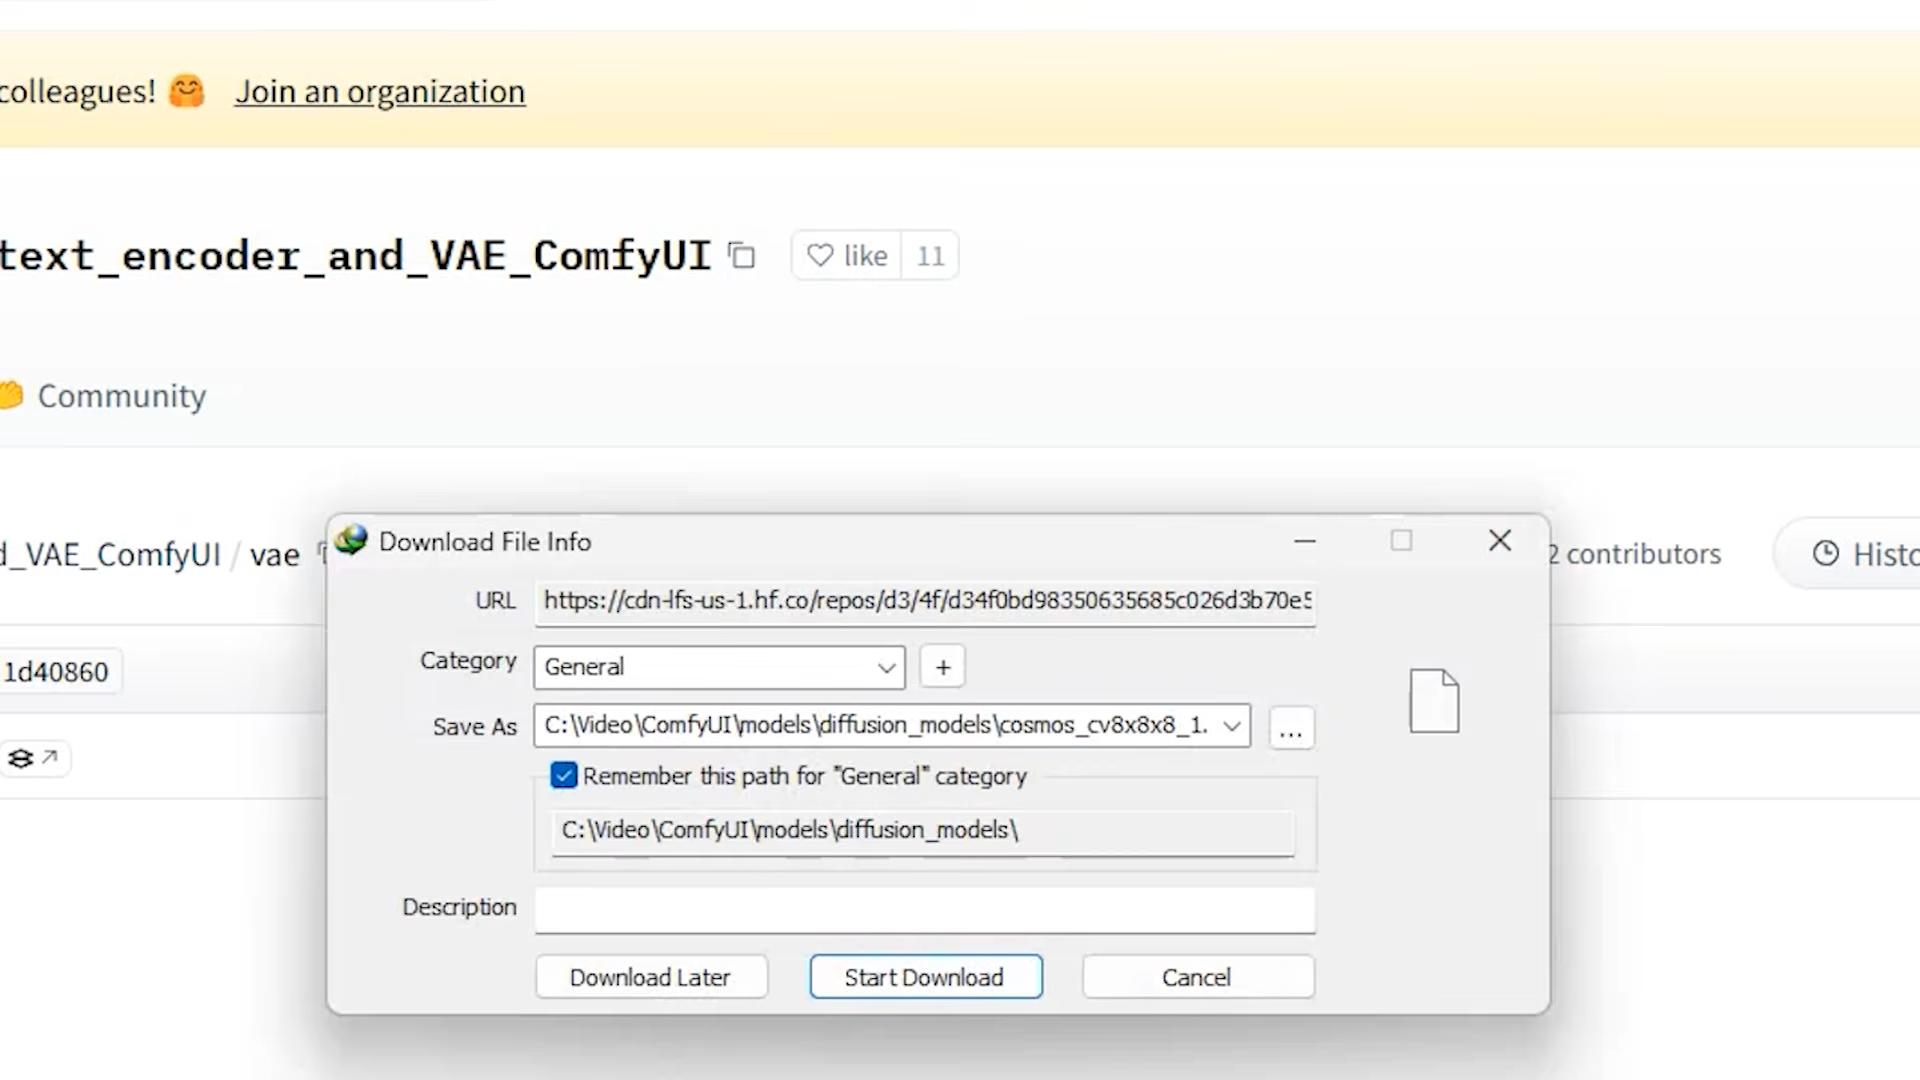 colleagues! 🤗 Join an organization
text_encoder_and_VAE_ComfyUI like 11
Community
_VAE_ComfyUI / vae
2 contributors
Histo
1d40860
Download File Info
URL https://cdn-lfs-us-1.hf.co/repos/d3/4f/d34f0bd98350635685c026d3b70e5
Category General +
Save As C:\Video\ComfyUI\models\diffusion_models\cosmos_cv8x8x8_1. ...
Remember this path for "General" category
C:\Video\ComfyUI\models\diffusion_models\
Description
Download Later Start Download Cancel